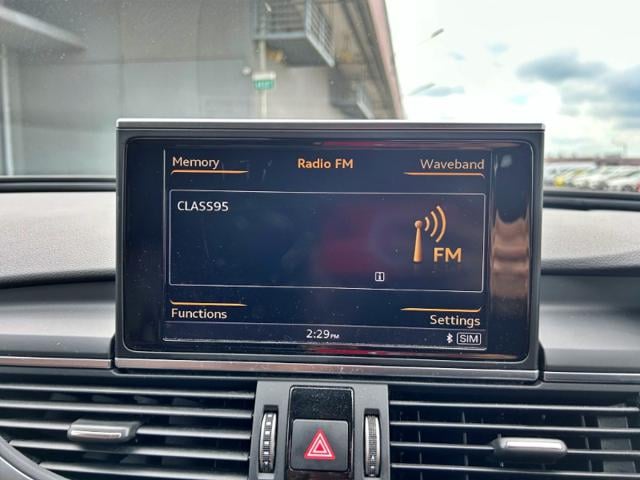 Memory
Radio FM
Waveband
CLASS95
FM
i
Functions
Settings
2:29PM
SIM